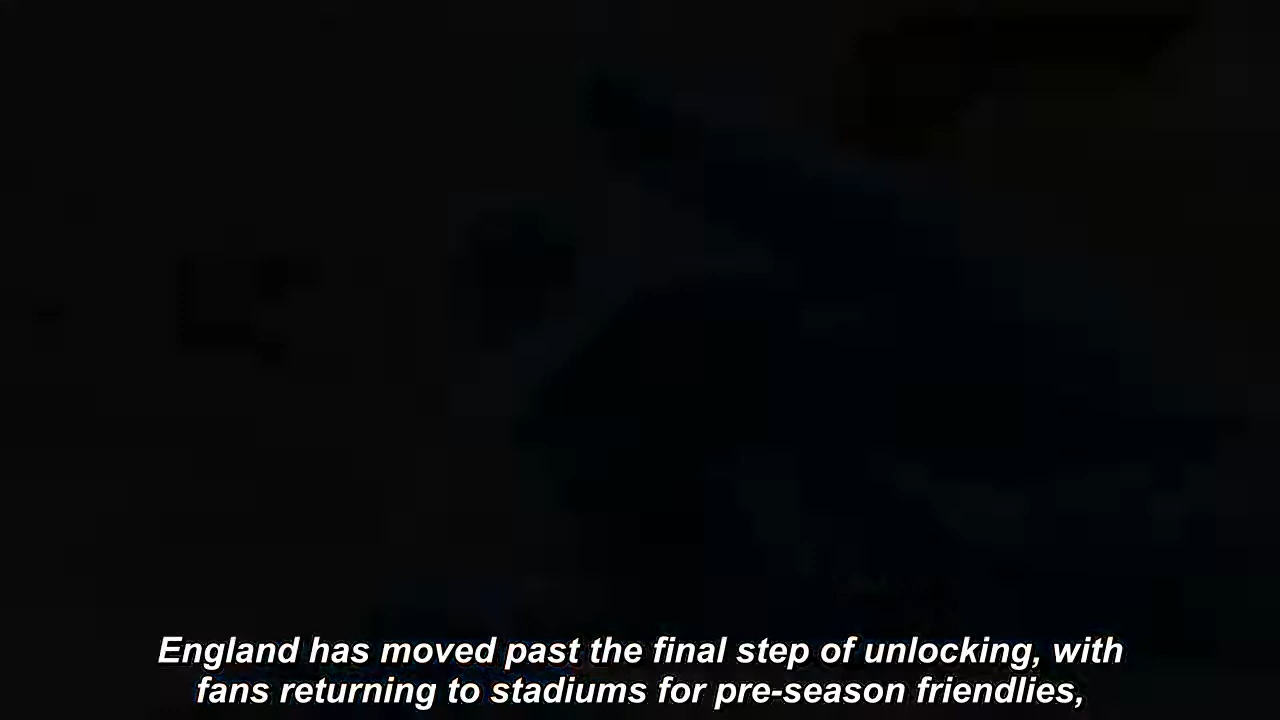 England has moved past the final step of unlocking, with
fans returning to stadiums for pre-season friendlies,